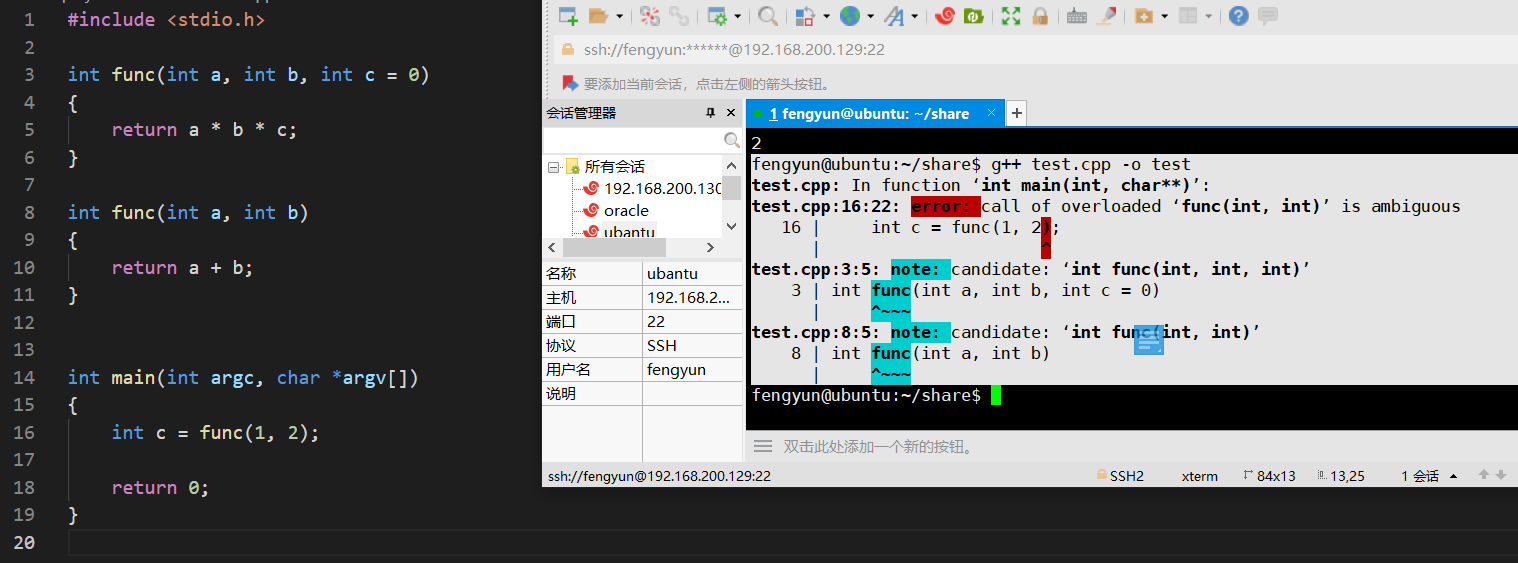 1 #include <stdio.h>
2
3 int func(int a, int b, int c = 0)
4 {
5 return a * b * c;
6 }
7
8 int func(int a, int b)
9 {
10 return a + b;
11 }
12
13
14 int main(int argc, char *argv[])
15 {
16 int c = func(1, 2);
17
18 return 0;
19 }
20
ssh://fengyun:******@192.168.200.129:22
要添加当前会话，点击左侧的箭头按钮。
会话管理器
所有会话
192.168.200.130
oracle
ubantu
名称 ubantu
主机 192.168.2...
端口 22
协议 SSH
用户名 fengyun
说明
1 fengyun@ubuntu: ~/share × +
2
fengyun@ubuntu:~/share$ g++ test.cpp -o test
test.cpp: In function ‘int main(int, char**)’:
test.cpp:16:22: error: call of overloaded ‘func(int, int)’ is ambiguous
16 | int c = func(1, 2);
| ^
test.cpp:3:5: note: candidate: ‘int func(int, int, int)’
3 | int func(int a, int b, int c = 0)
| ^~~~
test.cpp:8:5: note: candidate: ‘int func(int, int)’
8 | int func(int a, int b)
| ^~~~
fengyun@ubuntu:~/share$
双击此处添加一个新的按钮。
ssh://fengyun@192.168.200.129:22 SSH2 xterm 84x13 13,25 1 会话